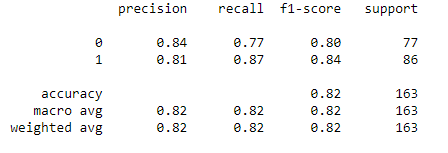 precision recall f1-score support
0 0.84 0.77 0.80 77
1 0.81 0.87 0.84 86
accuracy 0.82 163
macro avg 0.82 0.82 0.82 163
weighted avg 0.82 0.82 0.82 163